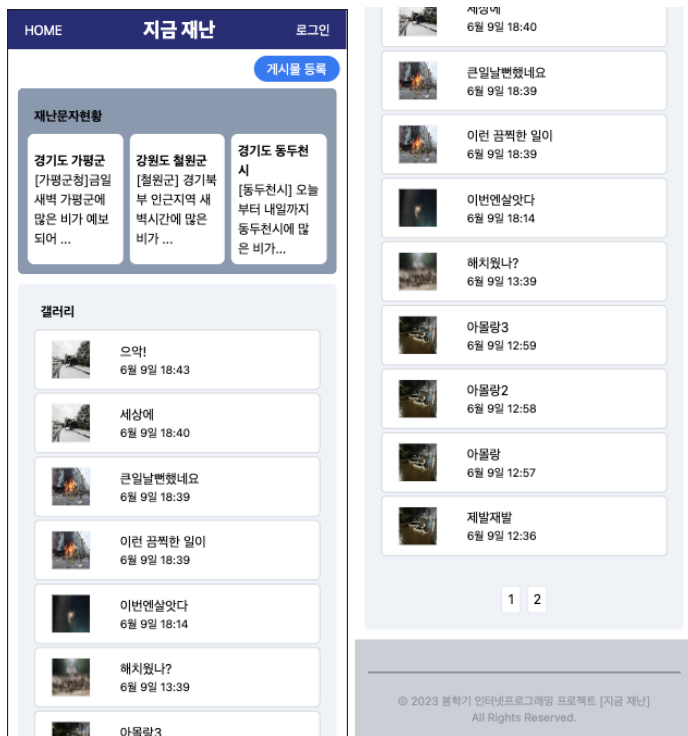 HOME
지금 재난
로그인
게시물 등록
재난문자현황
경기도 가평군
[가평군청]금일
새벽 가평군에
많은 비가 예보
되어 ...
강원도 철원군
[철원군] 경기북
부 인근지역 새
벽시간에 많은
비가 ...
경기도 동두천
시
[동두천시] 오늘
부터 내일까지
동두천시에 많
은 비가...
갤러리
으악!
6월 9일 18:43
세상에
6월 9일 18:40
큰일날뻔했네요
6월 9일 18:39
이런 끔찍한 일이
6월 9일 18:39
이번엔살앗다
6월 9일 18:14
해치웠나?
6월 9일 13:39
아몰랑3
세상에
6월 9일 18:40
큰일날뻔했네요
6월 9일 18:39
이런 끔찍한 일이
6월 9일 18:39
이번엔살앗다
6월 9일 18:14
해치웠나?
6월 9일 13:39
아몰랑3
6월 9일 12:59
아몰랑2
6월 9일 12:58
아몰랑
6월 9일 12:57
제발재발
6월 9일 12:36
1 2
© 2023 봄학기 인터넷프로그래밍 프로젝트 [지금 재난]
All Rights Reserved.